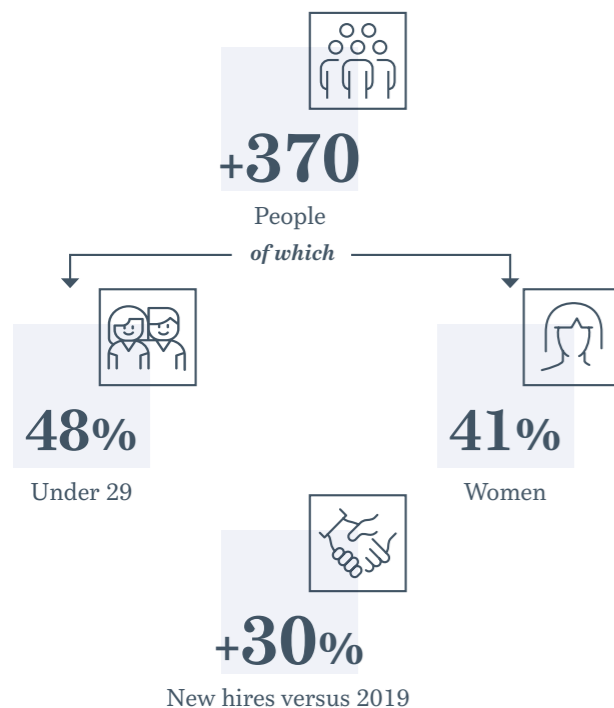 +370
People
of which
48%
41%
Under 29
Women
+30%
New hires versus 2019